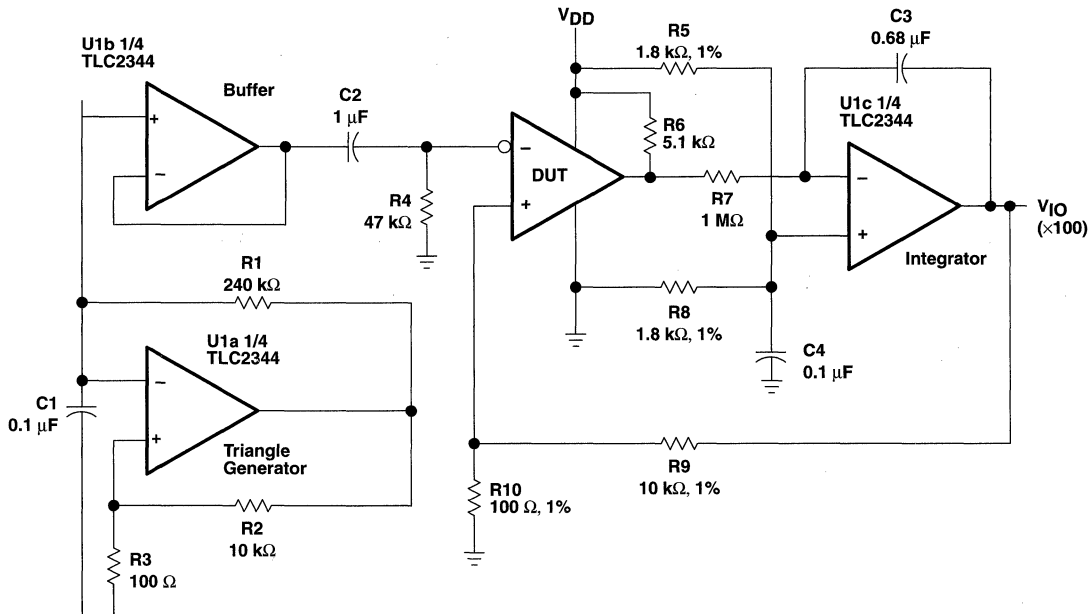 U1b 1/4
TLC2344
Buffer
+
−
C2
1 µF
R4
47 kΩ
VDD
R5
1.8 kΩ, 1%
R6
5.1 kΩ
−
DUT
+
R7
1 MΩ
C3
0.68 µF
U1c 1/4
TLC2344
−
+
Integrator
VIO
(×100)
R8
1.8 kΩ, 1%
C4
0.1 µF
R1
240 kΩ
U1a 1/4
TLC2344
−
+
C1
0.1 µF
Triangle
Generator
R2
10 kΩ
R3
100 Ω
R9
10 kΩ, 1%
R10
100 Ω, 1%